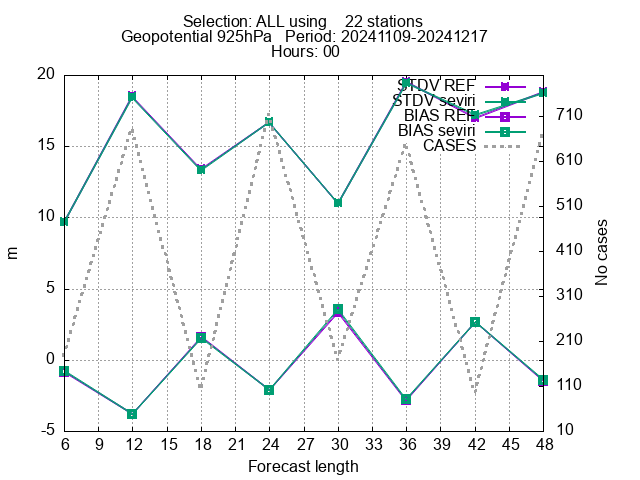 Selection: ALL using 22 stations
Geopotential 925hPa Period: 20241109-20241217
Hours: 00
20
15
10
5
0
-5
m
STDV REF
STDV seviri
BIAS REF
BIAS seviri
CASES
710
610
510
410
310
210
110
10
No cases
6 9 12 15 18 21 24 27 30 33 36 39 42 45 48
Forecast length